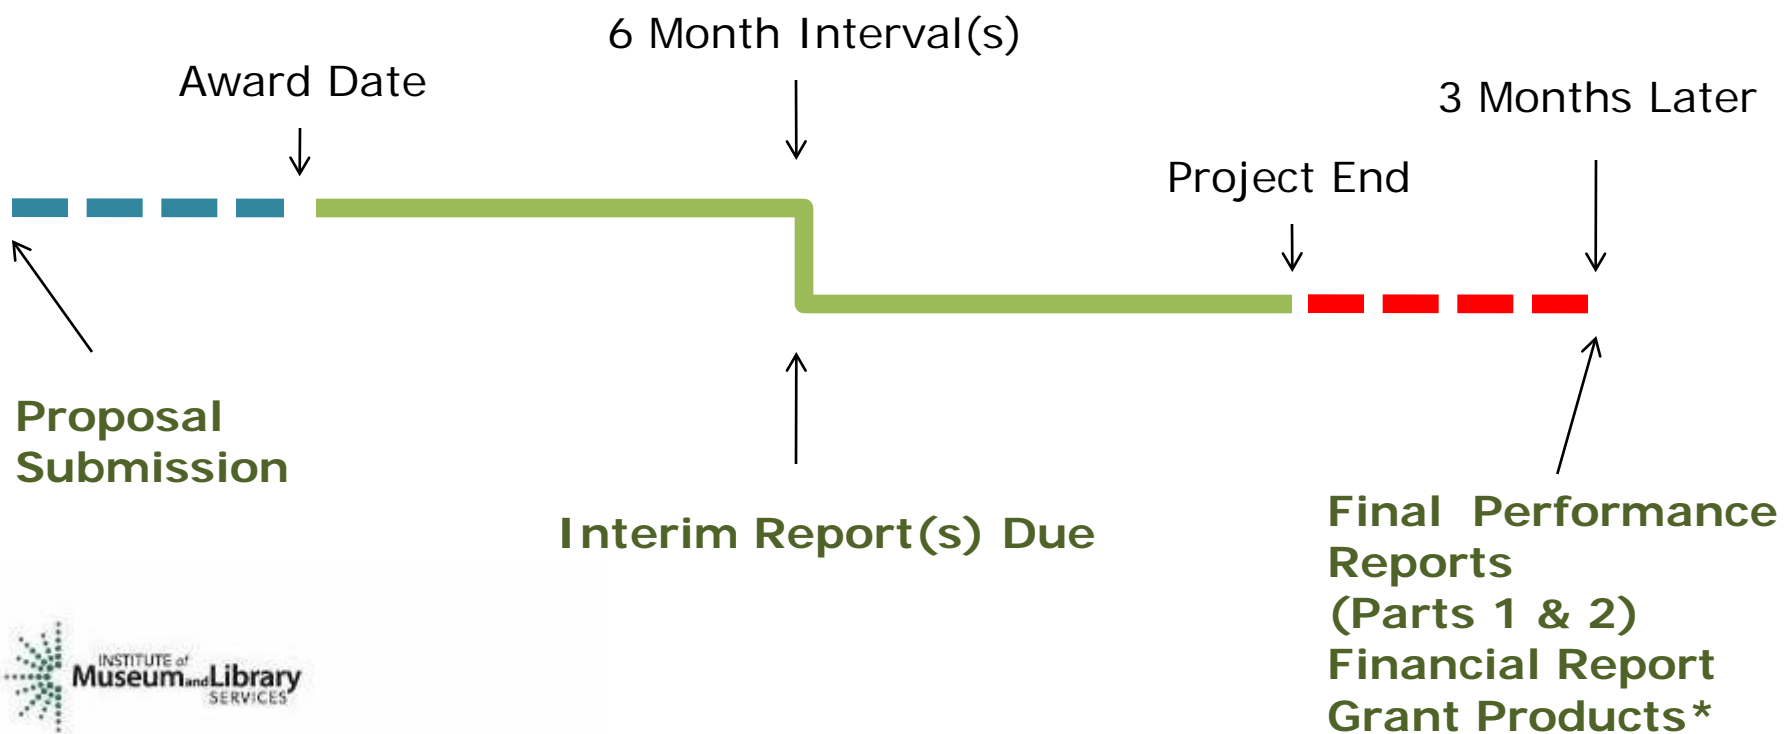 6 Month Interval(s)
Award Date
3 Months Later
Project End
Proposal
Submission
Interim Report(s) Due
Final Performance
Reports
(Parts 1 & 2)
Financial Report
Grant Products*
INSTITUTE of
Museum and Library
SERVICES